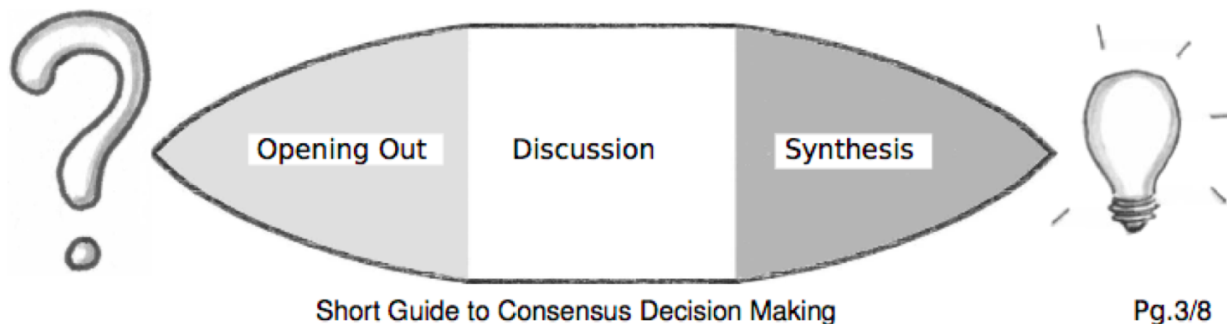 Opening Out Discussion Synthesis
Short Guide to Consensus Decision Making Pg.3/8